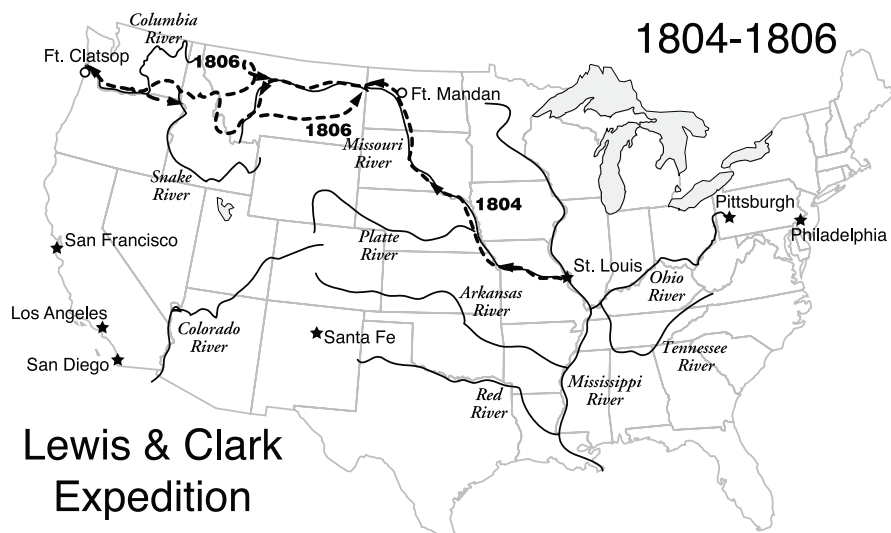 1804-1806
Columbia
River
Ft. Clatsop
1806
Ft. Mandan
1806
Missouri
River
Snake
River
1804
Pittsburgh
Philadelphia
San Francisco
Platte
River
St. Louis
Ohio
River
Los Angeles
Colorado
River
Arkansas
River
Santa Fe
San Diego
Tennessee
River
Red
River
Mississippi
River
Lewis & Clark
Expedition